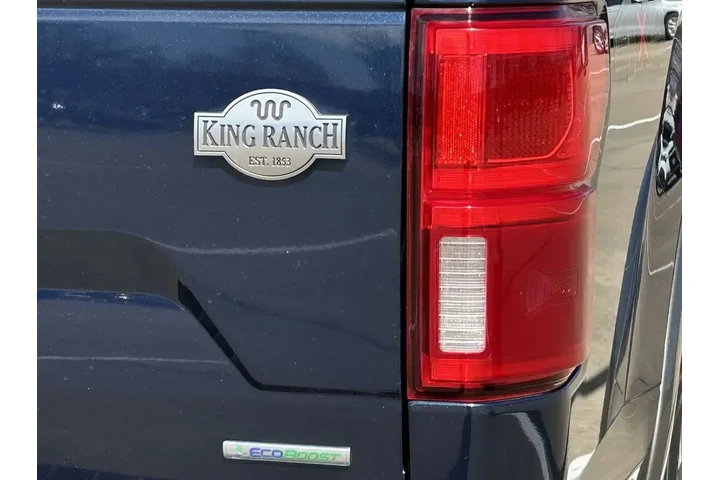 KING RANCH
EST. 1853
ECOBOOST